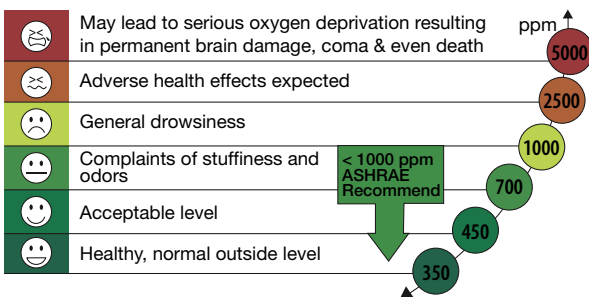 May lead to serious oxygen deprivation resulting
in permanent brain damage, coma & even death
Adverse health effects expected
General drowsiness
Complaints of stuffiness and
odors
Acceptable level
Healthy, normal outside level
< 1000 ppm
ASHRAE
Recommend
ppm
5000
2500
1000
700
450
350